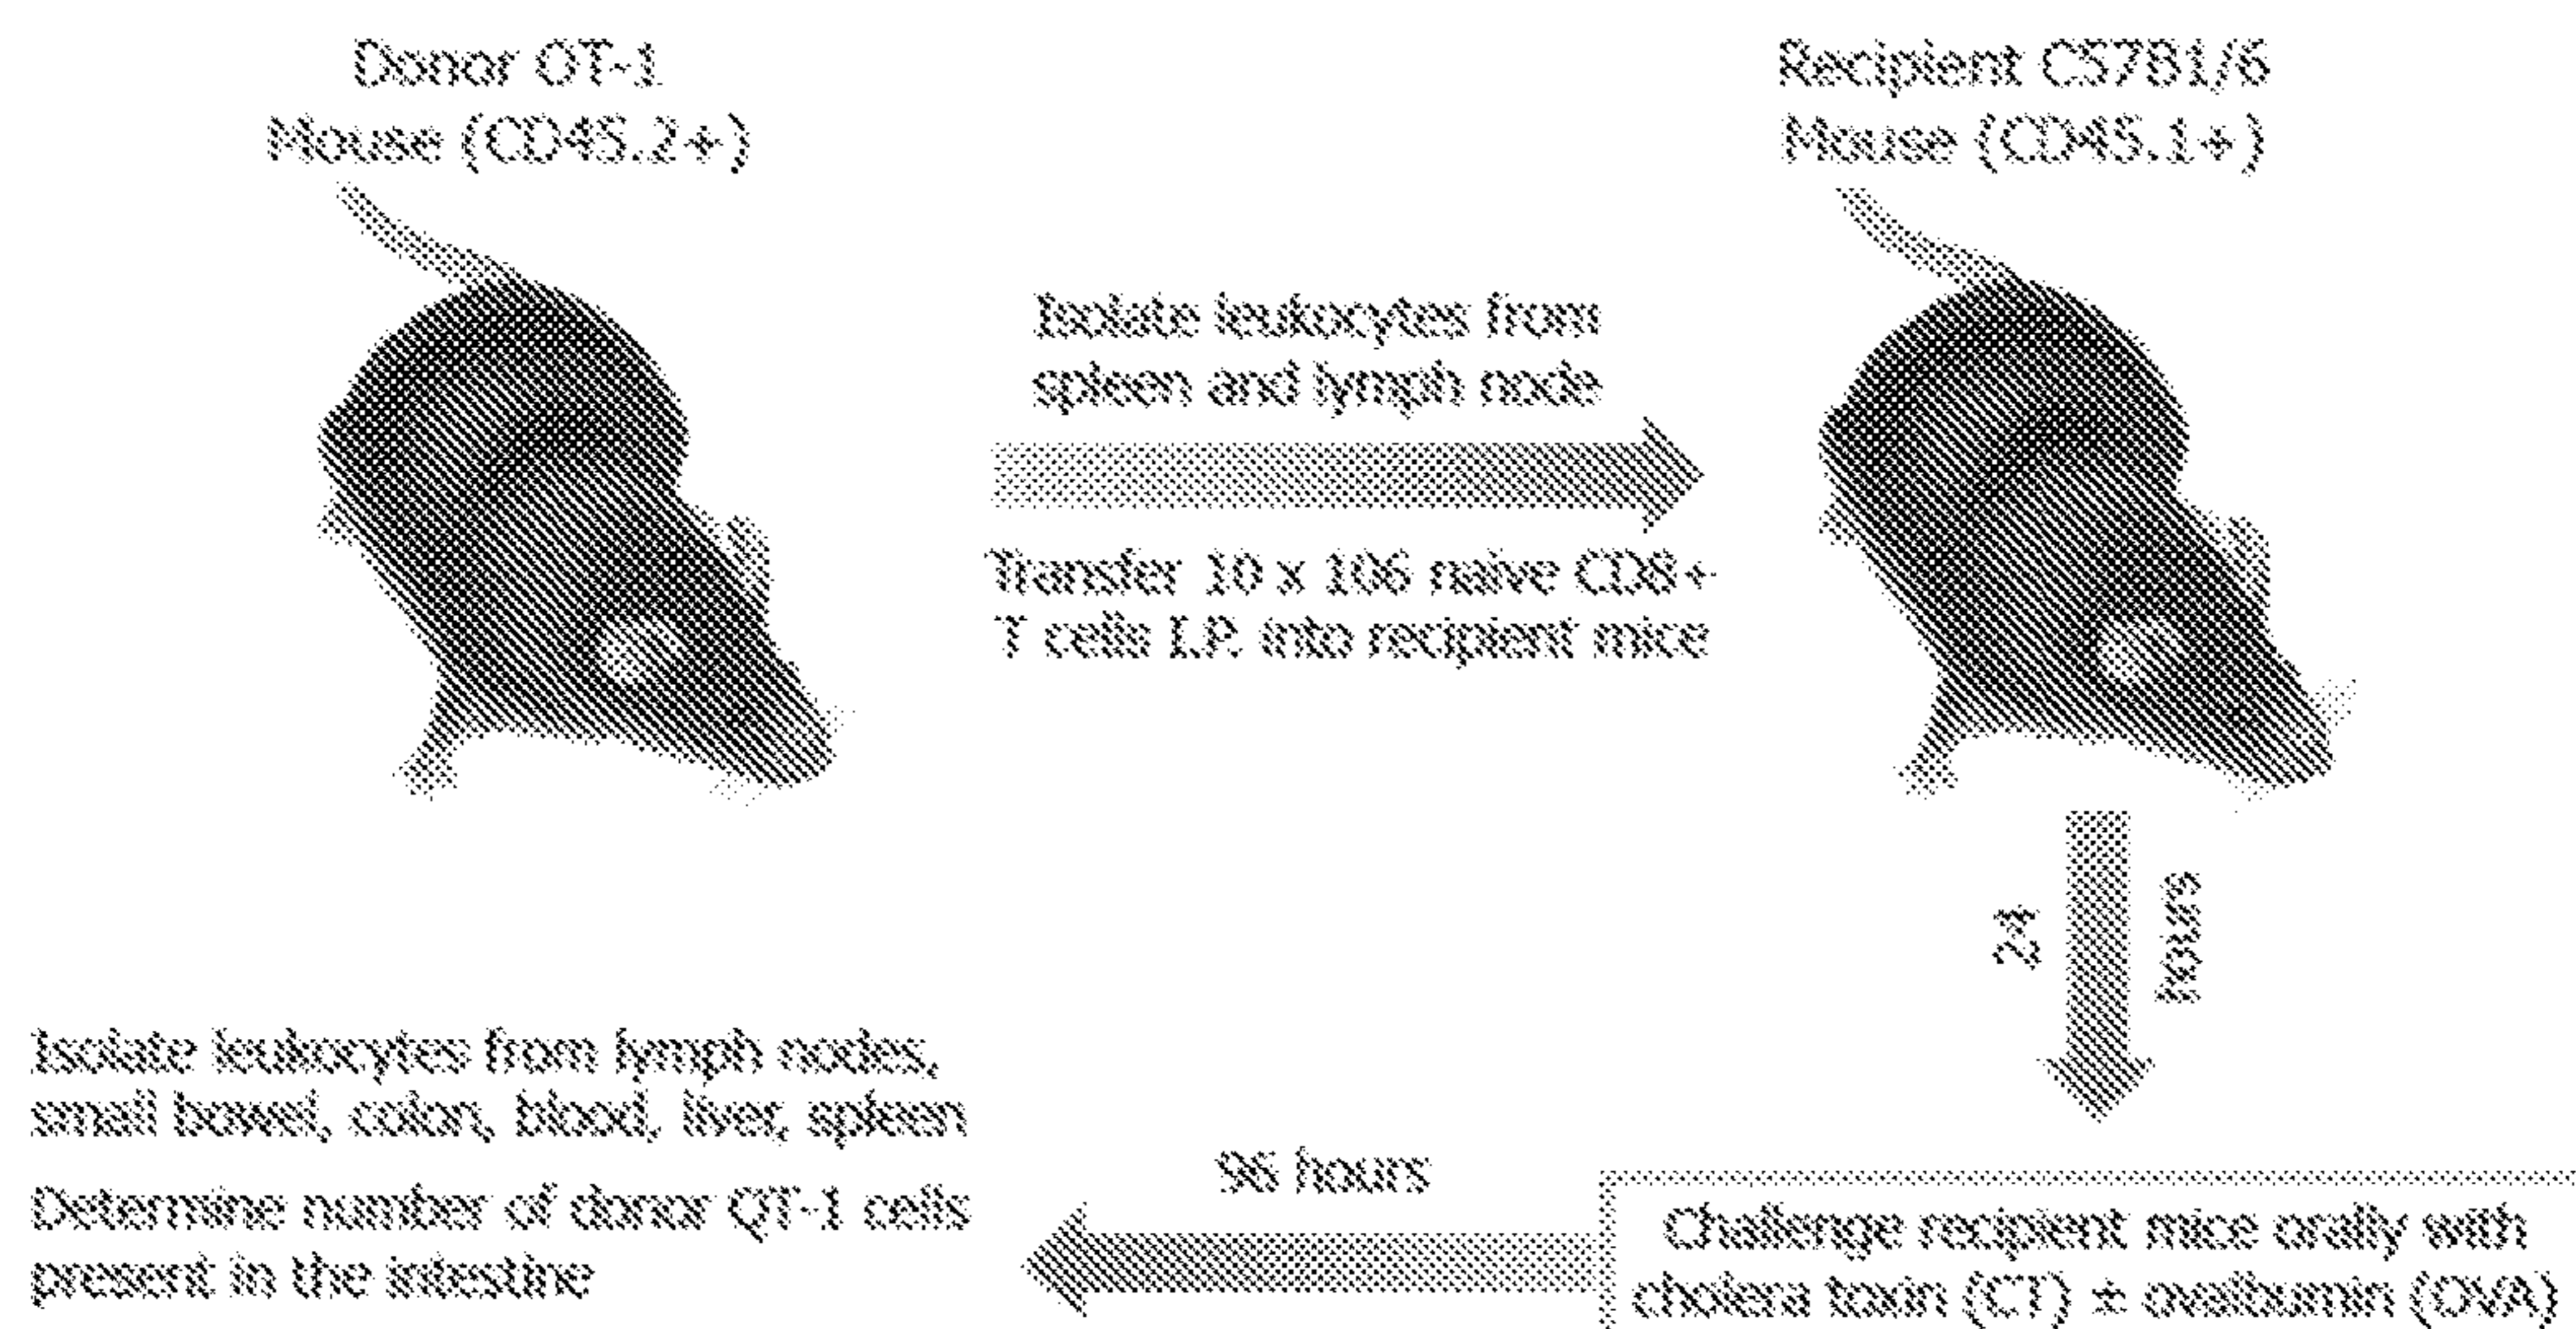 Donor OT-1
Mouse (CD45.2+)
Recipient C57B1/6
Mouse (CD45.1+)
Isolate leukocytes from
spleen and lymph node
Transfer 10 x 106 naive CD8+
T cells I.P. into recipient mice
24
hours
Challenge recipient mice orally with
cholera toxin (CT) ± ovalbumin (OVA)
96 hours
Isolate leukocytes from lymph nodes,
small bowel, colon, blood, liver, spleen
Determine number of donor QT-1 cells
present in the intestine